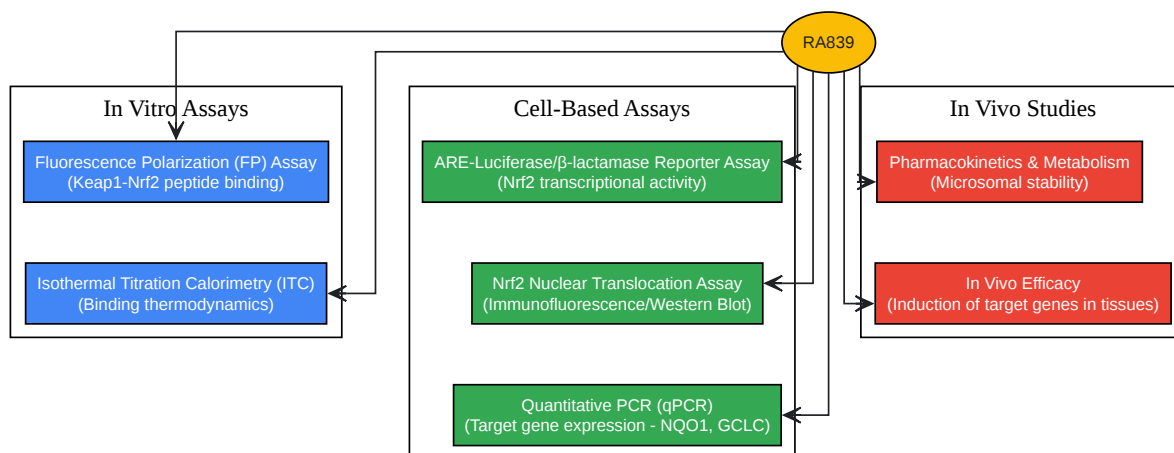 RA839
In Vitro Assays
Fluorescence Polarization (FP) Assay
(Keap1-Nrf2 peptide binding)
Isothermal Titration Calorimetry (ITC)
(Binding thermodynamics)
Cell-Based Assays
ARE-Luciferase/β-lactamase Reporter Assay
(Nrf2 transcriptional activity)
Nrf2 Nuclear Translocation Assay
(Immunofluorescence/Western Blot)
Quantitative PCR (qPCR)
(Target gene expression - NQO1, GCLC)
In Vivo Studies
Pharmacokinetics & Metabolism
(Microsomal stability)
In Vivo Efficacy
(Induction of target genes in tissues)